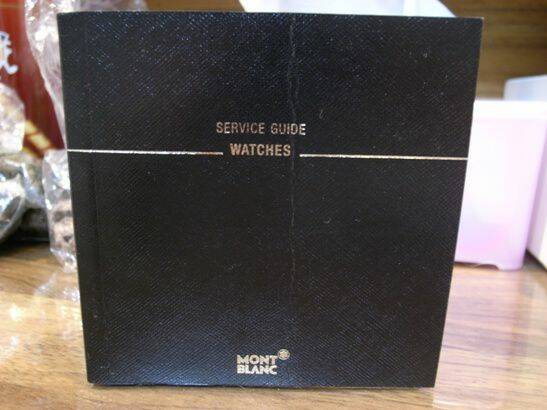 SERVICE GUIDE
WATCHES
MONT
BLANC